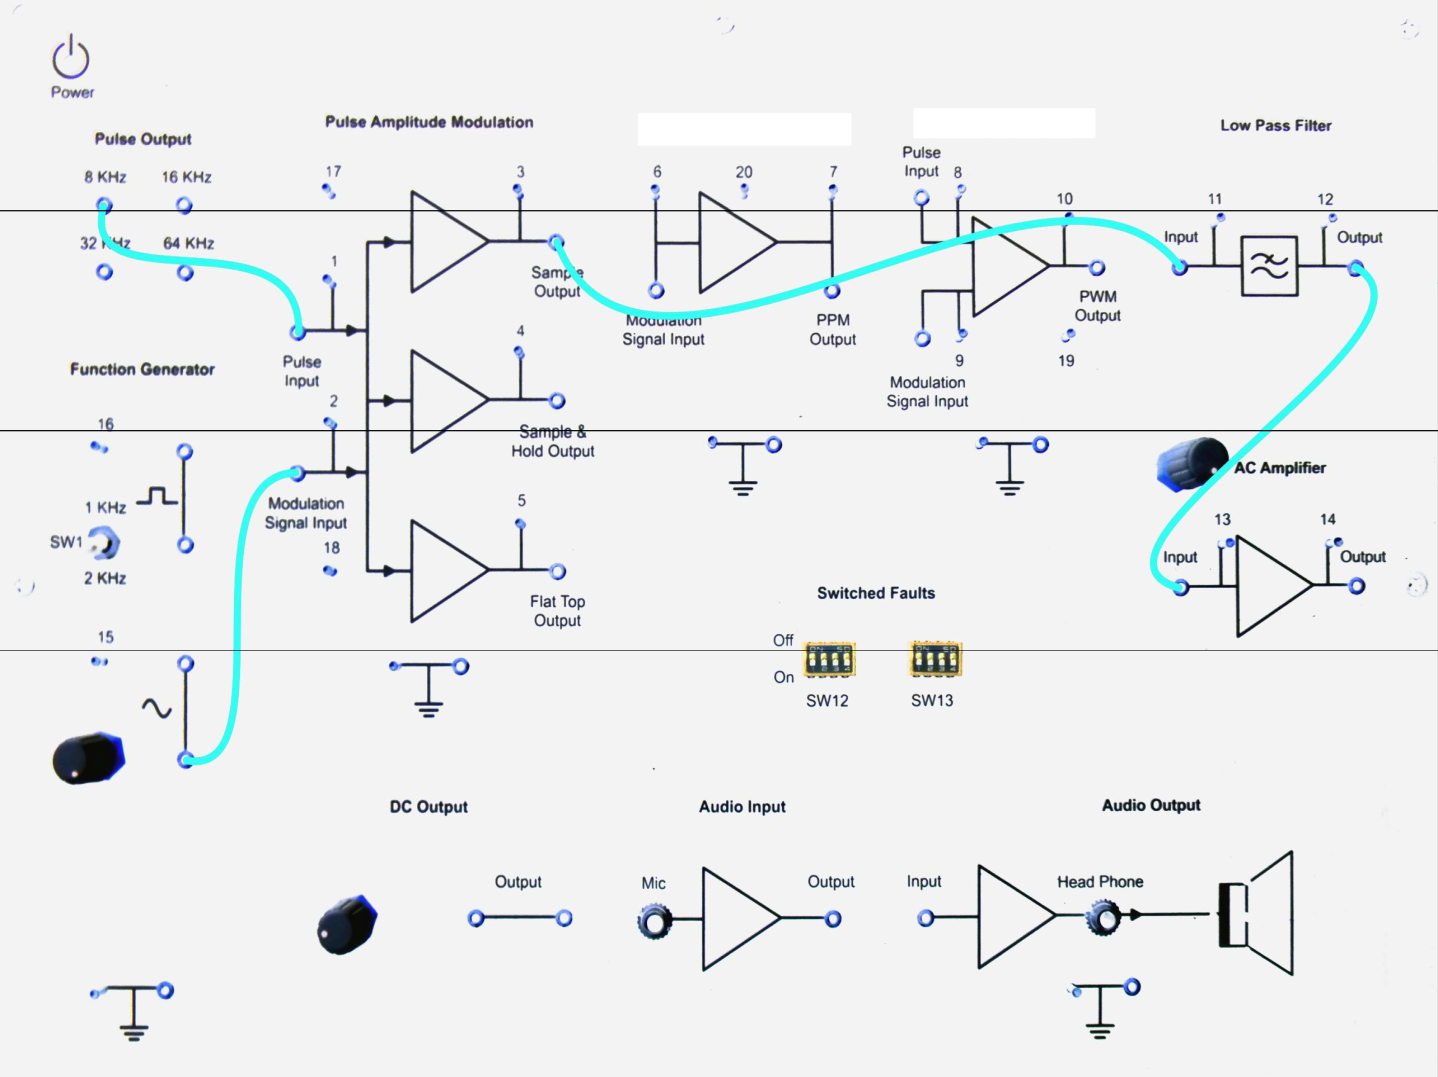 Power
Pulse Output
8 KHz
16 KHz
32 KHz
64 KHz
Function Generator
16
1 KHz
SW1
2 KHz
15
Pulse Amplitude Modulation
17
3
1
Sample
Output
Pulse
Input
4
2
Sample &
Hold Output
Modulation
Signal Input
5
18
Flat Top
Output
6
20
7
Modulation
Signal Input
PPM
Output
Pulse
Input
8
10
PWM
Output
9
19
Modulation
Signal Input
Low Pass Filter
11
12
Input
Output
AC Amplifier
13
14
Input
Output
Switched Faults
Off
On
SW12
SW13
DC Output
Output
Audio Input
Mic
Output
Audio Output
Input
Head Phone